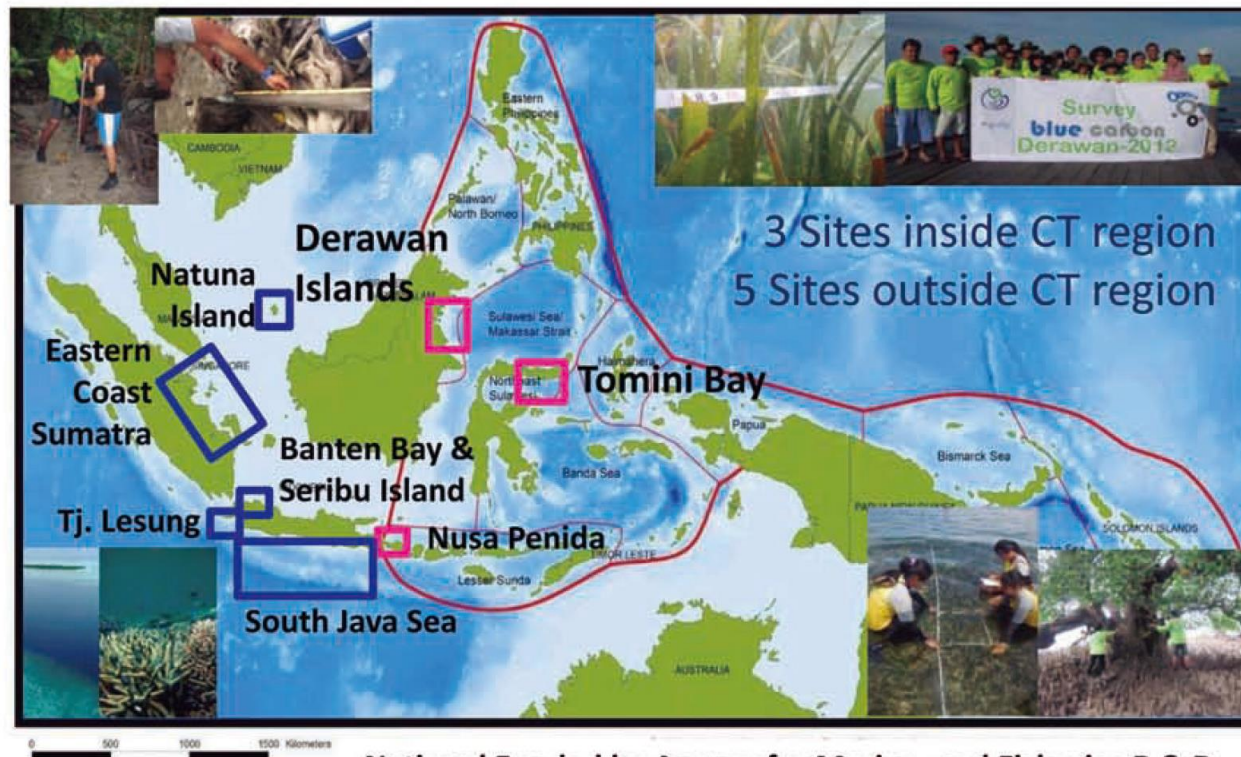 Survey
blue carbon
Derawan-2012
CAMBODIA
VIETNAM
Eastern
Philippines
Palawan/
North Borneo
PHILIPPINES
3 Sites inside CT region
5 Sites outside CT region
Derawan
Islands
Natuna
Island
Sulawesi Sea/
Makassar Strait
Halmahera
Eastern
Coast
Sumatra
Northeast
Sulawesi
Tomini Bay
Papua
Bismarck Sea
Banten Bay &
Seribu Island
Banda Sea
Tj. Lesung
Nusa Penida
TIMOR LESTE
SOLOMON ISLANDS
Lesser Sunda
South Java Sea
AUSTRALIA
0 500 1000 1500 Kilometers